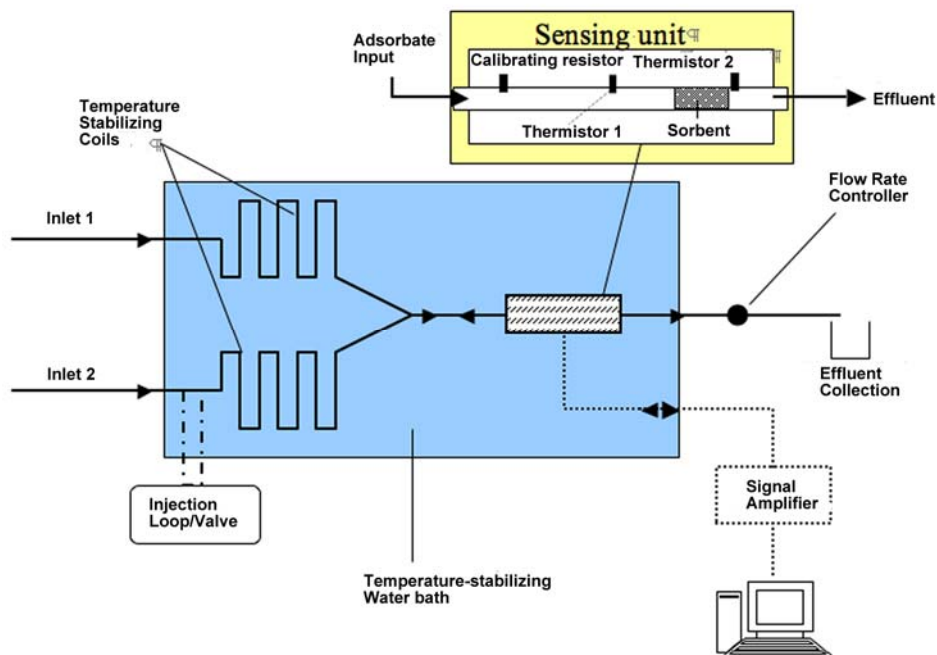 Sensing unit¶
Adsorbate
Input
Calibrating resistor
Thermistor 2
¶
Effluent
Thermistor 1
Sorbent
Temperature
Stabilizing
Coils
¶
Flow Rate
Controller
Inlet 1
Inlet 2
Effluent
Collection
Injection
Loop/Valve
Signal
Amplifier
Temperature-stabilizing
Water bath